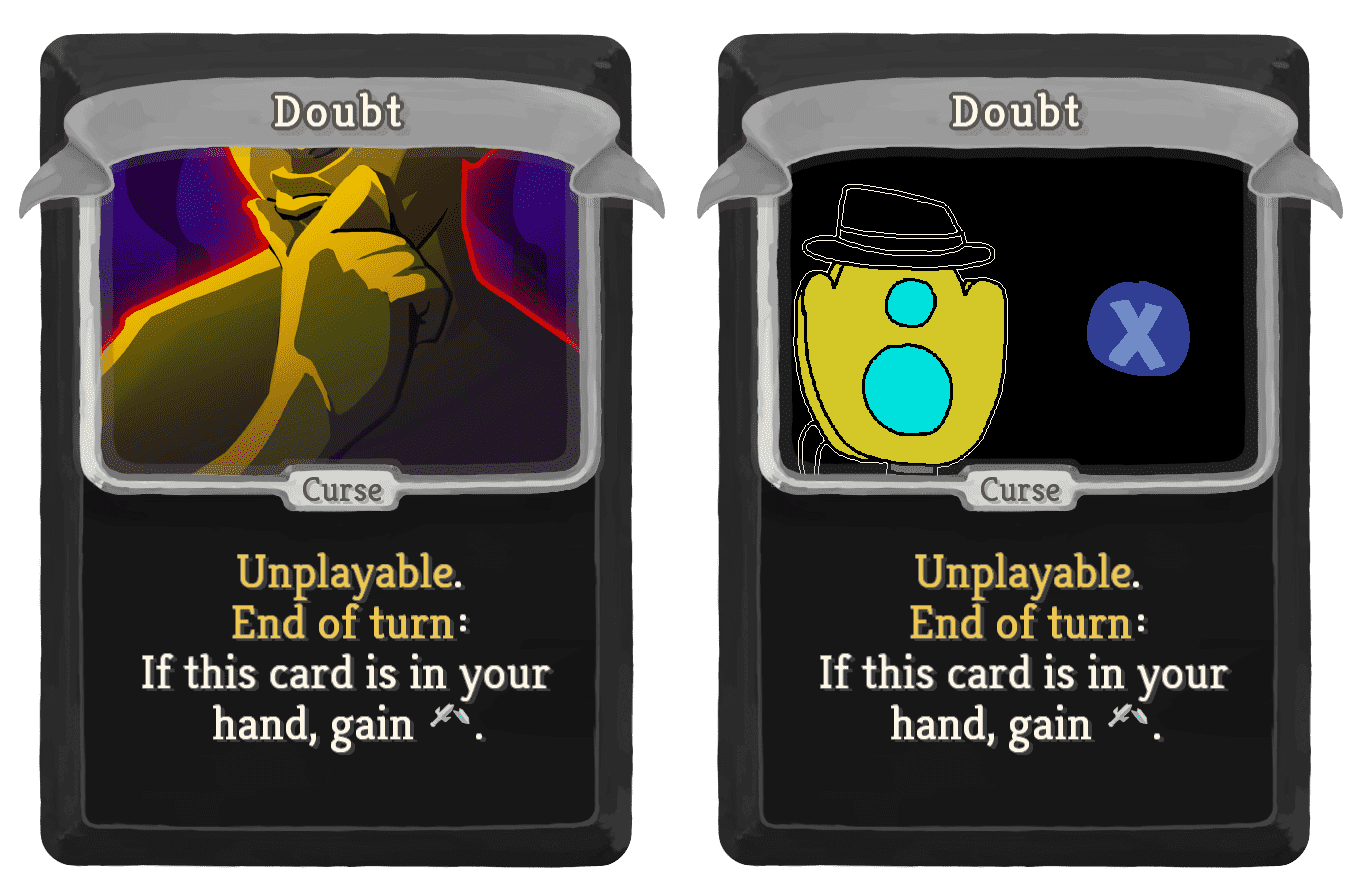 Doubt
Curse
Unplayable.
End of turn:
If this card is in your
hand, gain .
Doubt
X
Curse
Unplayable.
End of turn:
If this card is in your
hand, gain .